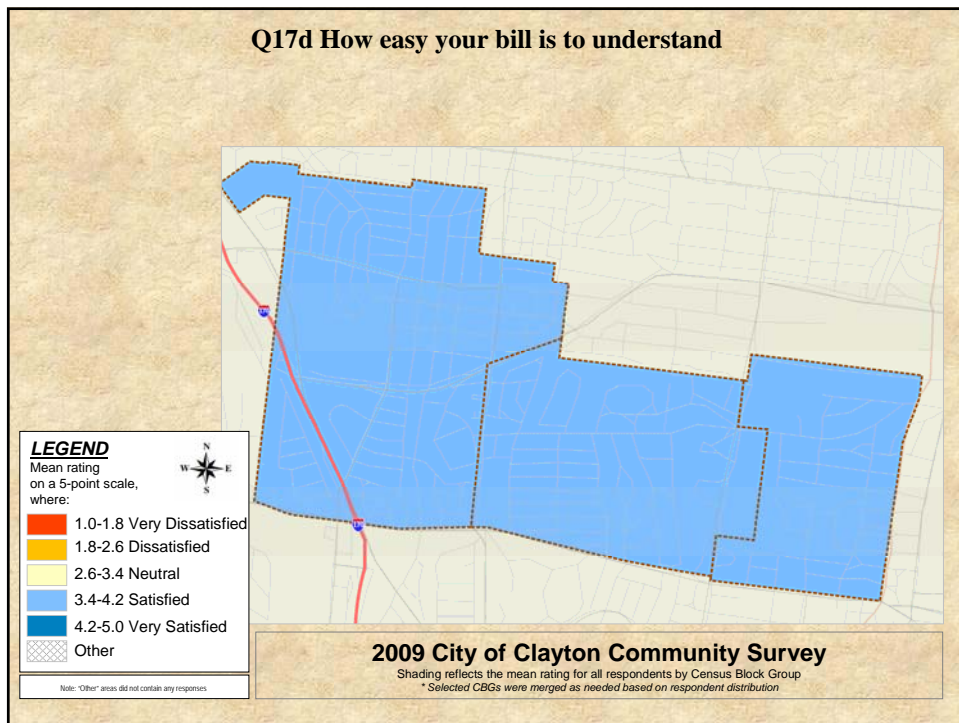 Q17d How easy your bill is to understand
170
170
LEGEND
Mean rating
on a 5-point scale,
where:
N
W E
S
1.0-1.8 Very Dissatisfied
1.8-2.6 Dissatisfied
2.6-3.4 Neutral
3.4-4.2 Satisfied
4.2-5.0 Very Satisfied
Other
Note: "Other" areas did not contain any responses
2009 City of Clayton Community Survey
Shading reflects the mean rating for all respondents by Census Block Group
* Selected CBGs were merged as needed based on respondent distribution